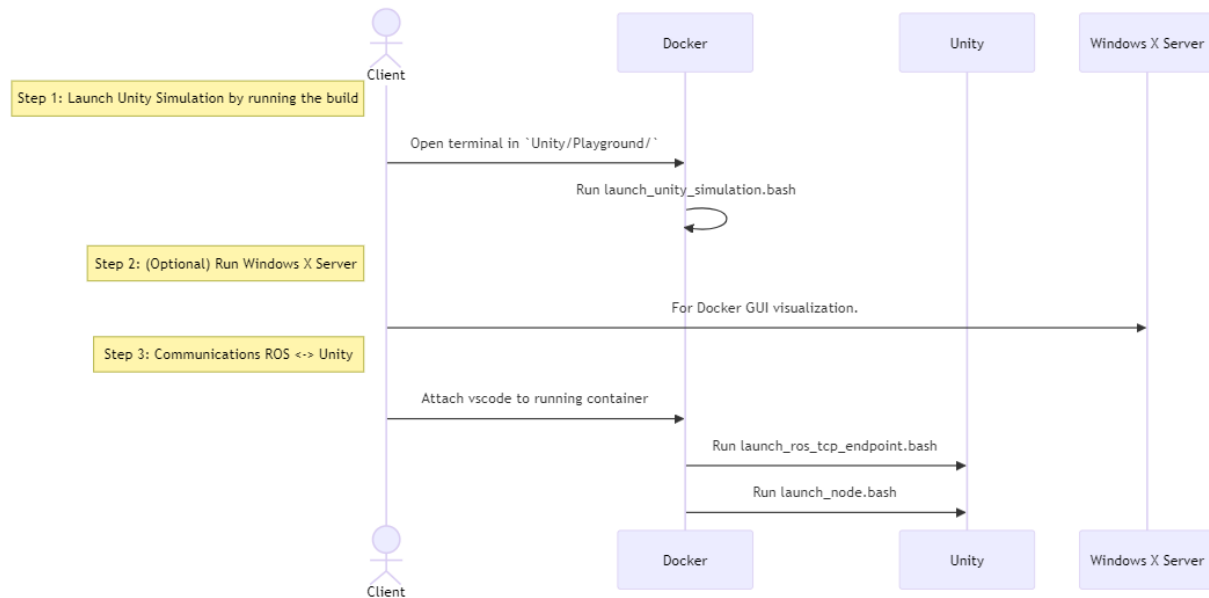 Docker
Unity
Windows X Server
Client
Step 1: Launch Unity Simulation by running the build
Open terminal in `Unity/Playground/`
Run launch_unity_simulation.bash
Step 2: (Optional) Run Windows X Server
For Docker GUI visualization.
Step 3: Communications ROS <-> Unity
Attach vscode to running container
Run launch_ros_tcp_endpoint.bash
Run launch_node.bash
Docker
Unity
Windows X Server
Client